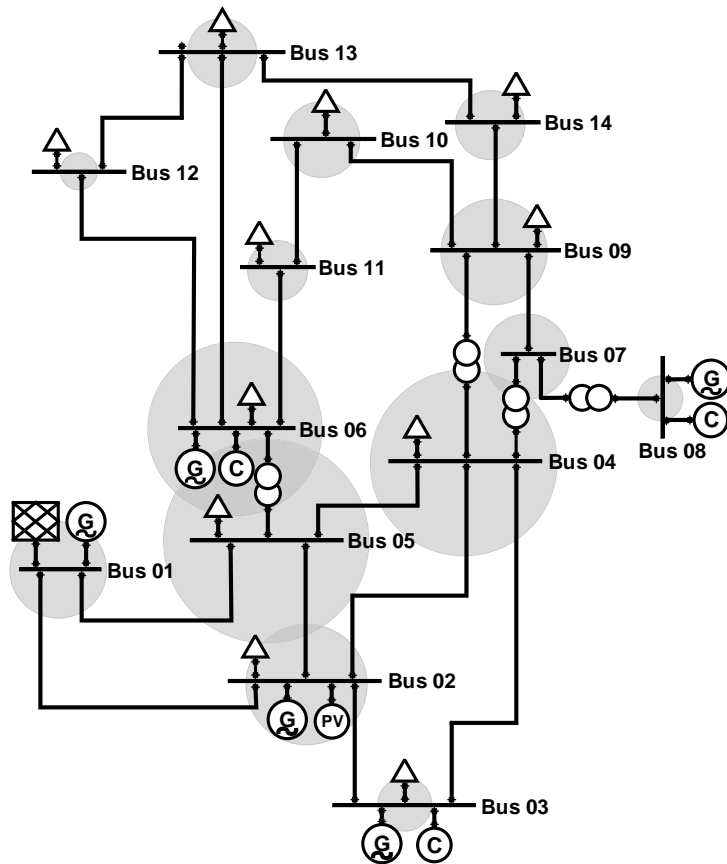 Bus 13
Bus 14
Bus 10
Bus 12
Bus 09
Bus 11
Bus 07
G
C
Bus 08
Bus 06
G
C
Bus 04
G
Bus 05
Bus 01
Bus 02
G
PV
Bus 03
G
C